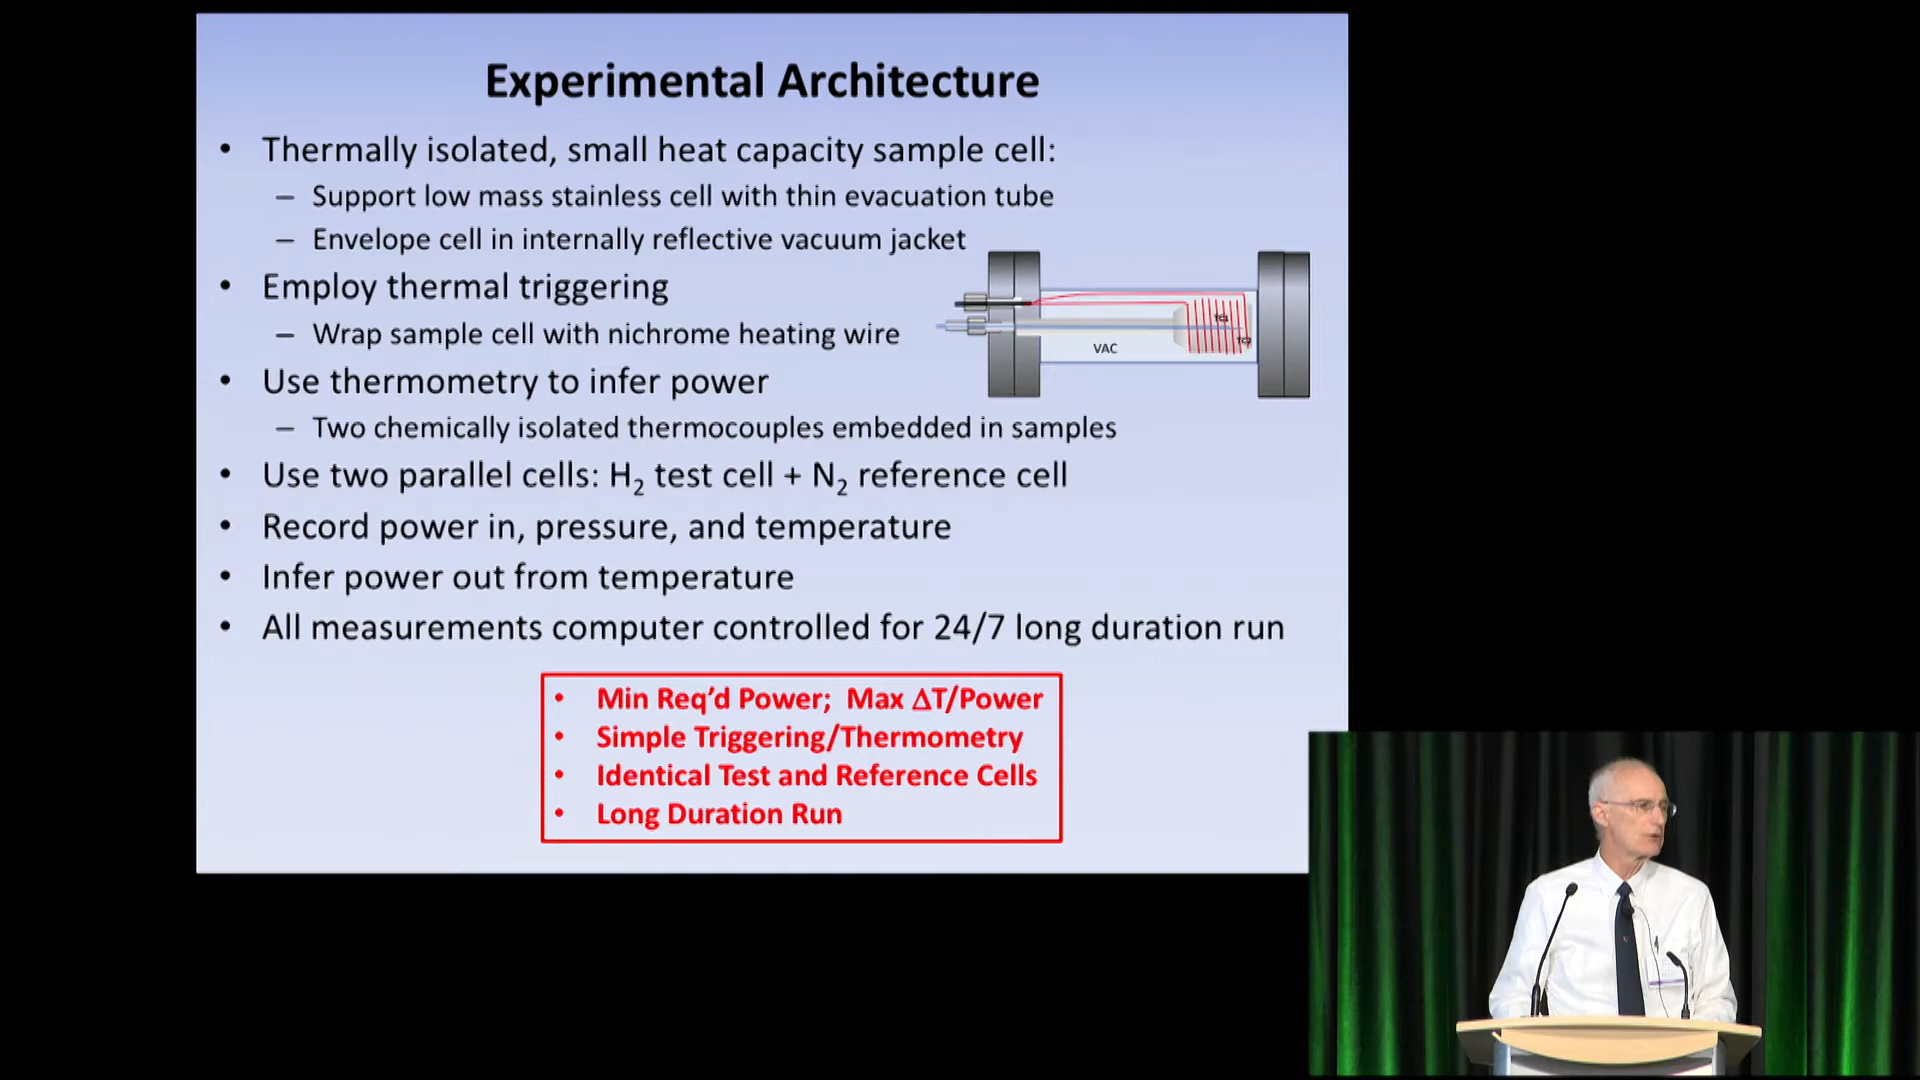 Experimental Architecture
• Thermally isolated, small heat capacity sample cell:
– Support low mass stainless cell with thin evacuation tube
– Envelope cell in internally reflective vacuum jacket
• Employ thermal triggering
– Wrap sample cell with nichrome heating wire
TC1
TC2
VAC
• Use thermometry to infer power
– Two chemically isolated thermocouples embedded in samples
• Use two parallel cells: H₂ test cell + N₂ reference cell
• Record power in, pressure, and temperature
• Infer power out from temperature
• All measurements computer controlled for 24/7 long duration run
• Min Req’d Power; Max ΔT/Power
• Simple Triggering/Thermometry
• Identical Test and Reference Cells
• Long Duration Run